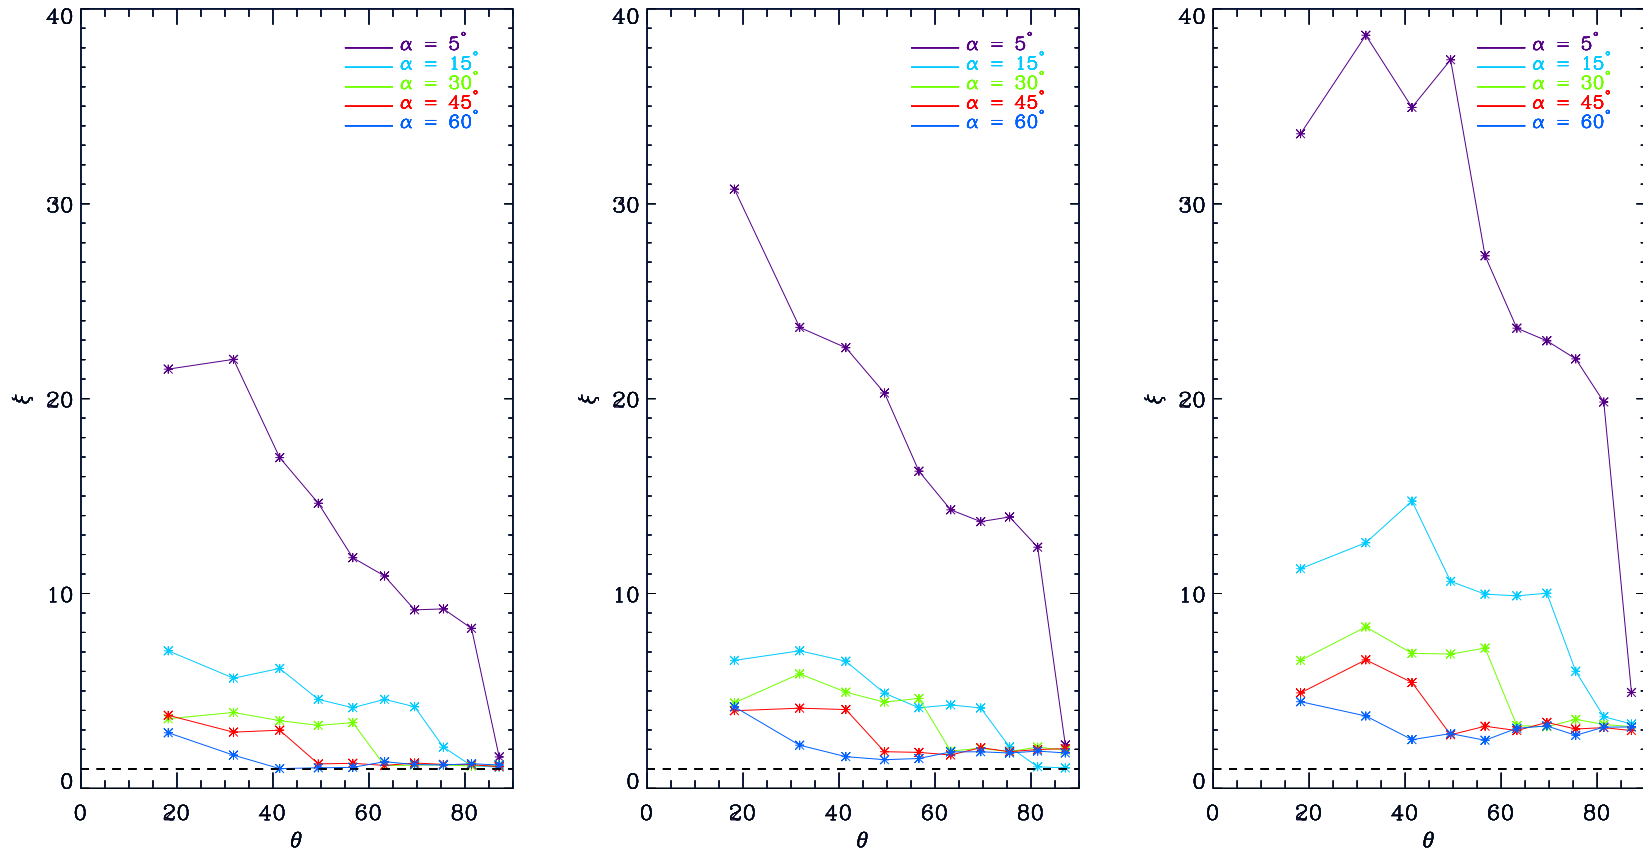 40
30
20
10
0
ξ
α = 5°
α = 15°
α = 30°
α = 45°
α = 60°
0 20 40 60 80
θ
40
30
20
10
0
ξ
α = 5°
α = 15°
α = 30°
α = 45°
α = 60°
0 20 40 60 80
θ
40
30
20
10
0
ξ
α = 5°
α = 15°
α = 30°
α = 45°
α = 60°
0 20 40 60 80
θ